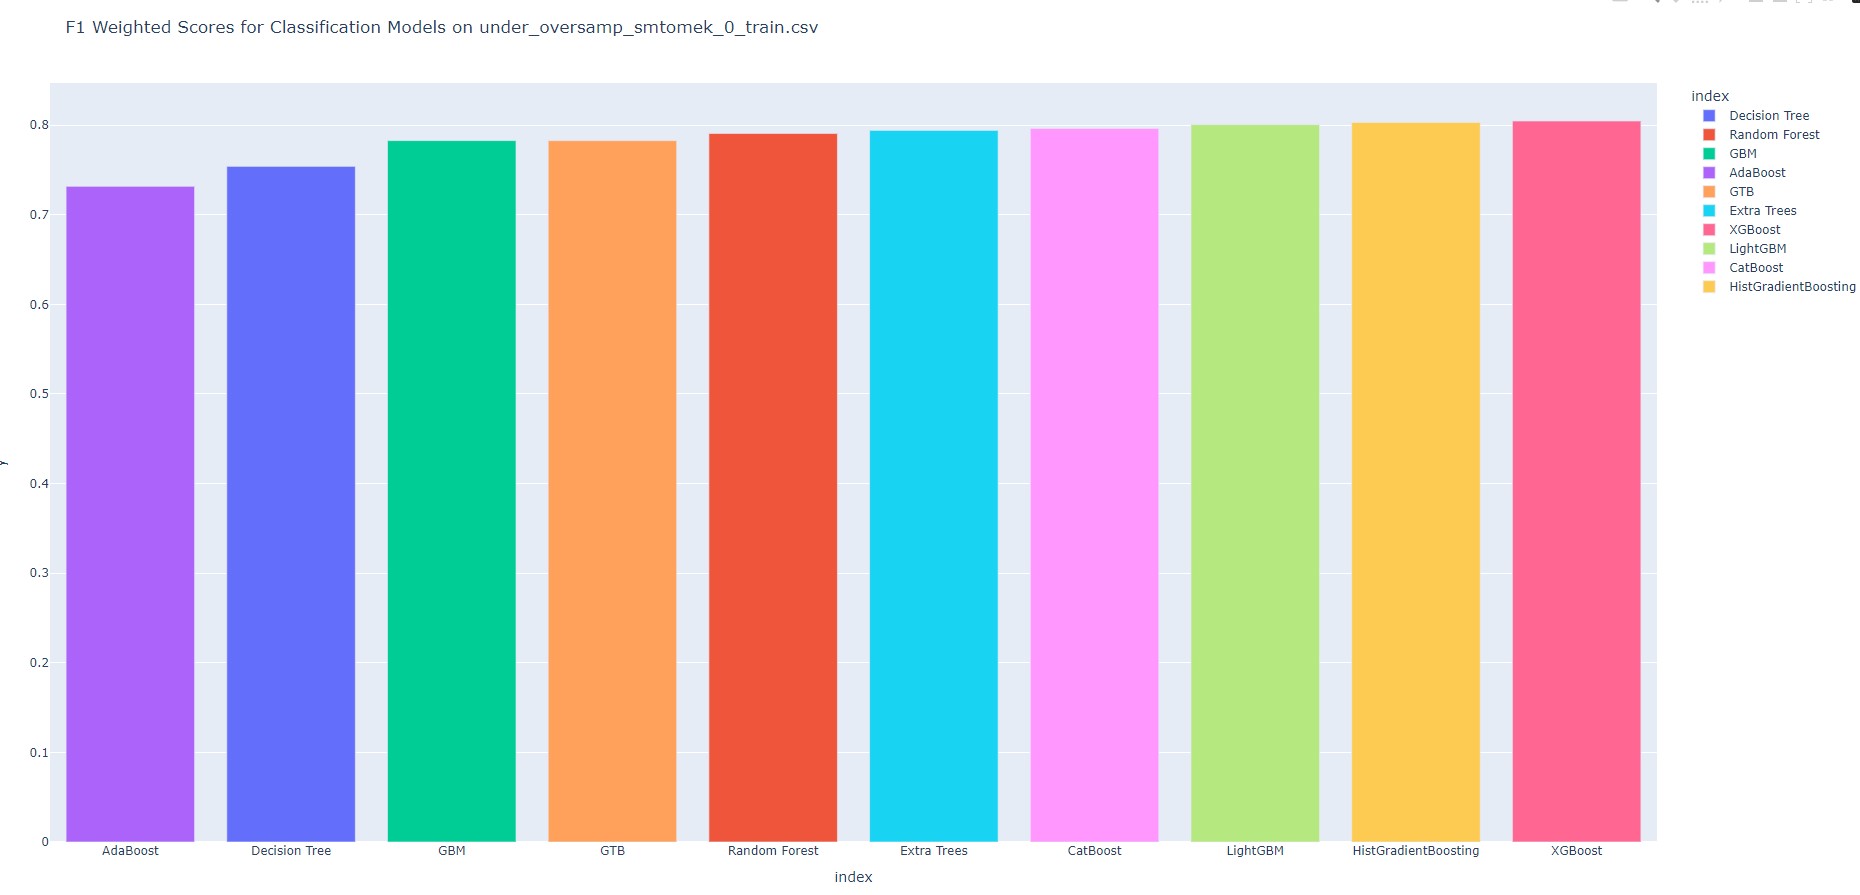 F1 Weighted Scores for Classification Models on under_oversamp_smtomek_0_train.csv
0.8
0.7
0.6
0.5
0.4
0.3
0.2
0.1
0
AdaBoost Decision Tree GBM GTB Random Forest Extra Trees CatBoost LightGBM HistGradientBoosting XGBoost
index
index
Decision Tree
Random Forest
GBM
AdaBoost
GTB
Extra Trees
XGBoost
LightGBM
CatBoost
HistGradientBoosting